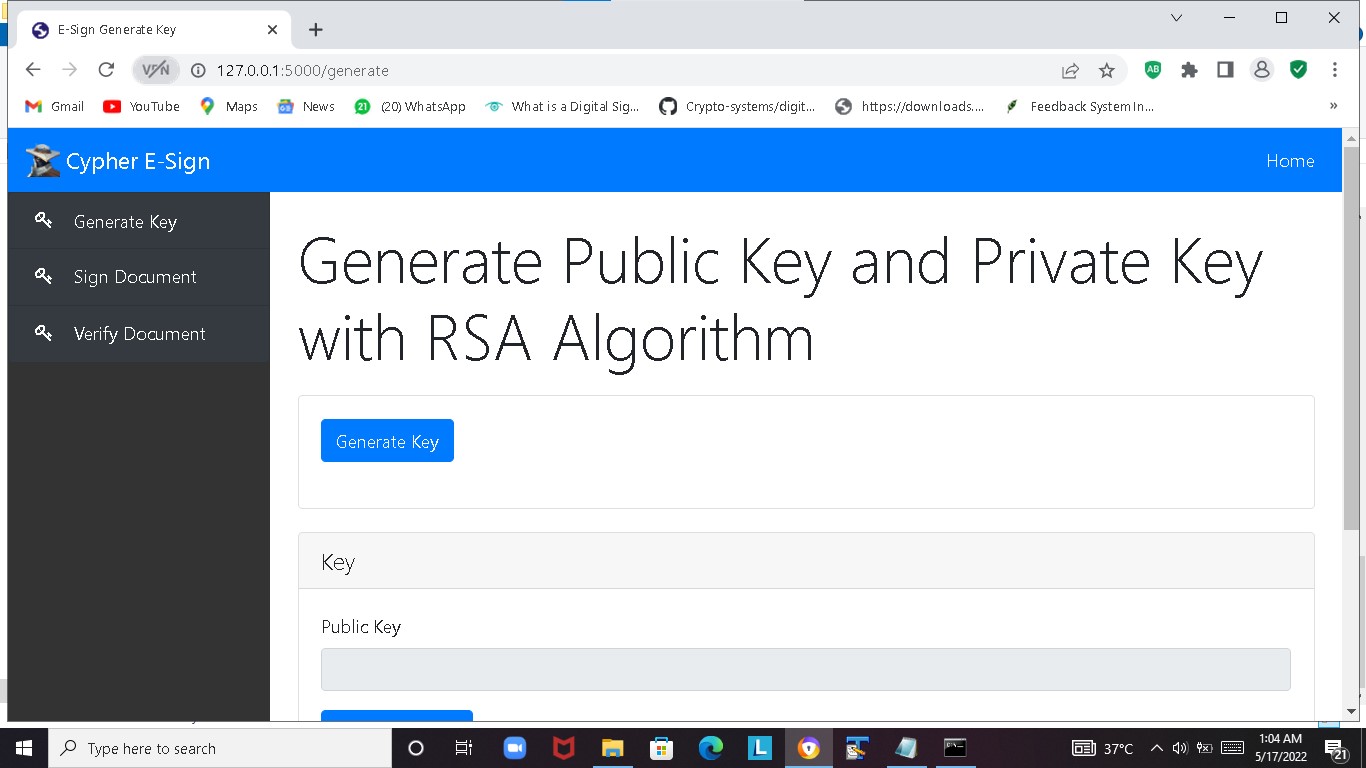 E-Sign Generate Key
VPN
127.0.0.1:5000/generate
AB
Gmail
YouTube
Maps
News
21
(20) WhatsApp
What is a Digital Sig...
Crypto-systems/digit...
https://downloads....
Feedback System In...
»
Cypher E-Sign
Home
Generate Key
Sign Document
Verify Document
Generate Public Key and Private Key
with RSA Algorithm
Generate Key
Key
Public Key
Type here to search
L
37°C
1:04 AM
5/17/2022
21